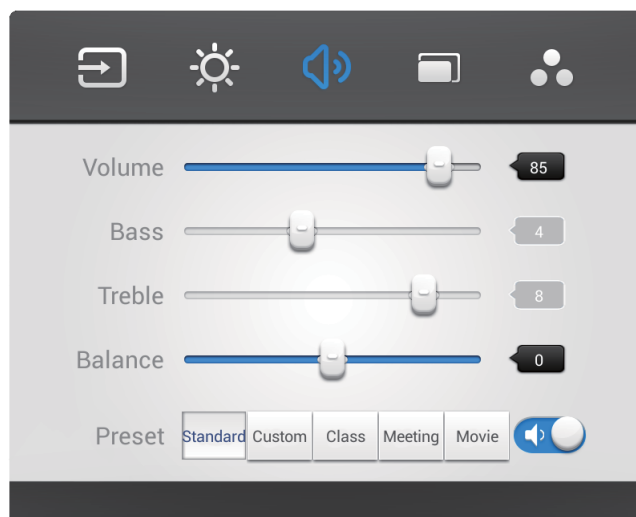 Volume 85
Bass 4
Treble 8
Balance 0
Preset Standard Custom Class Meeting Movie